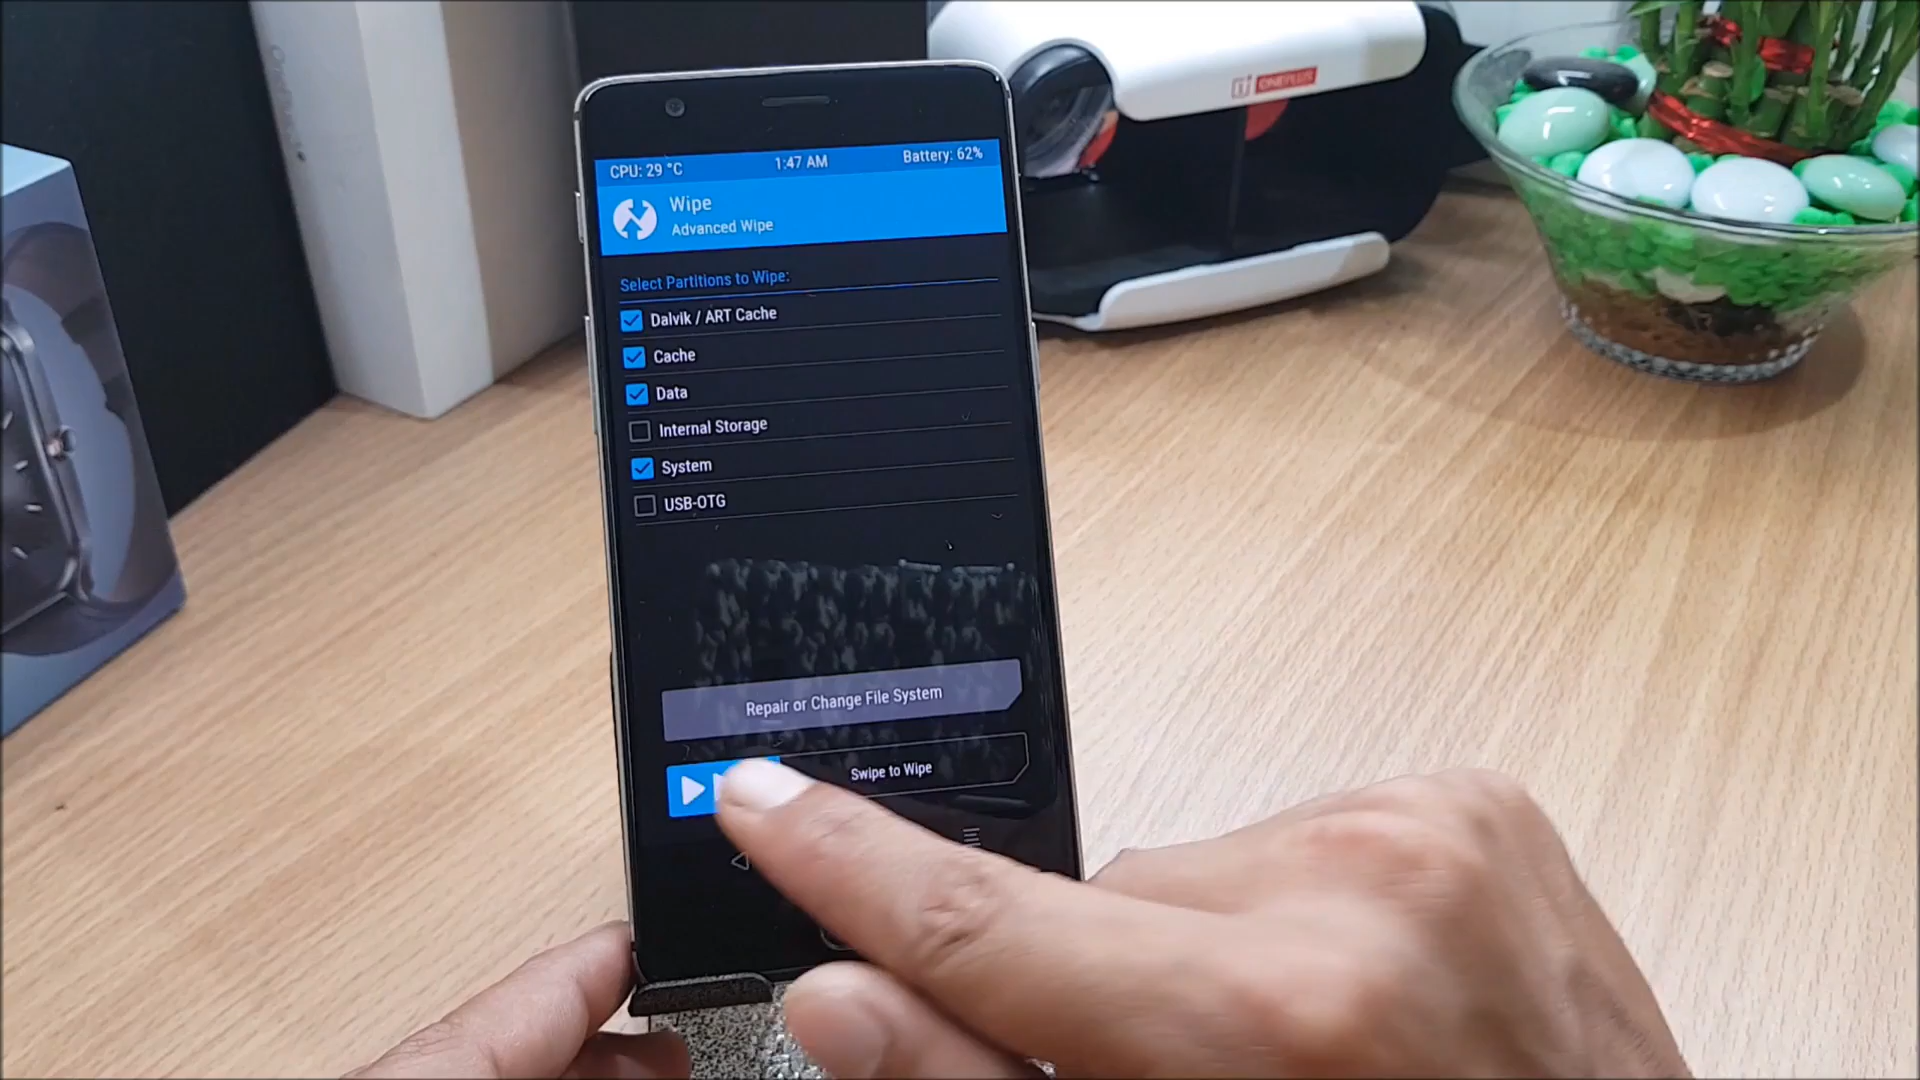 CPU: 29 °C 1:47 AM Battery: 62%
Wipe
Advanced Wipe
Select Partitions to Wipe:
Dalvik / ART Cache
Cache
Data
Internal Storage
System
USB-OTG
Repair or Change File System
Swipe to Wipe
ONEPLUS